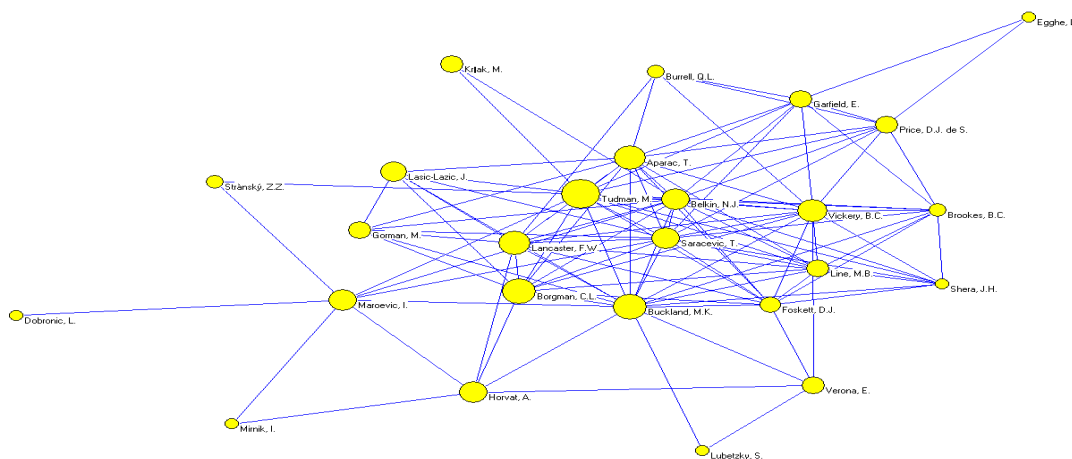 Egghe, L
Krijak, M.
Burrell, Q.L.
Garfield, E.
Price, D.J. de S.
Aparac, T.
Lasic-Lazic, J.
Stránský, Z.Z.
Tudman, M.
Belkin, N.J.
Vickery, B.C.
Brookes, B.C.
Gorman, M.
Lancaster, F.W.
Saracevic, T.
Line, M.B.
Shera, J.H.
Maroevic, I.
Borgman, C.L.
Buckland, M.K.
Foskett, D.J.
Dobronic, L.
Horvat, A.
Verona, E.
Mirnik, I.
Lubetzky, S.